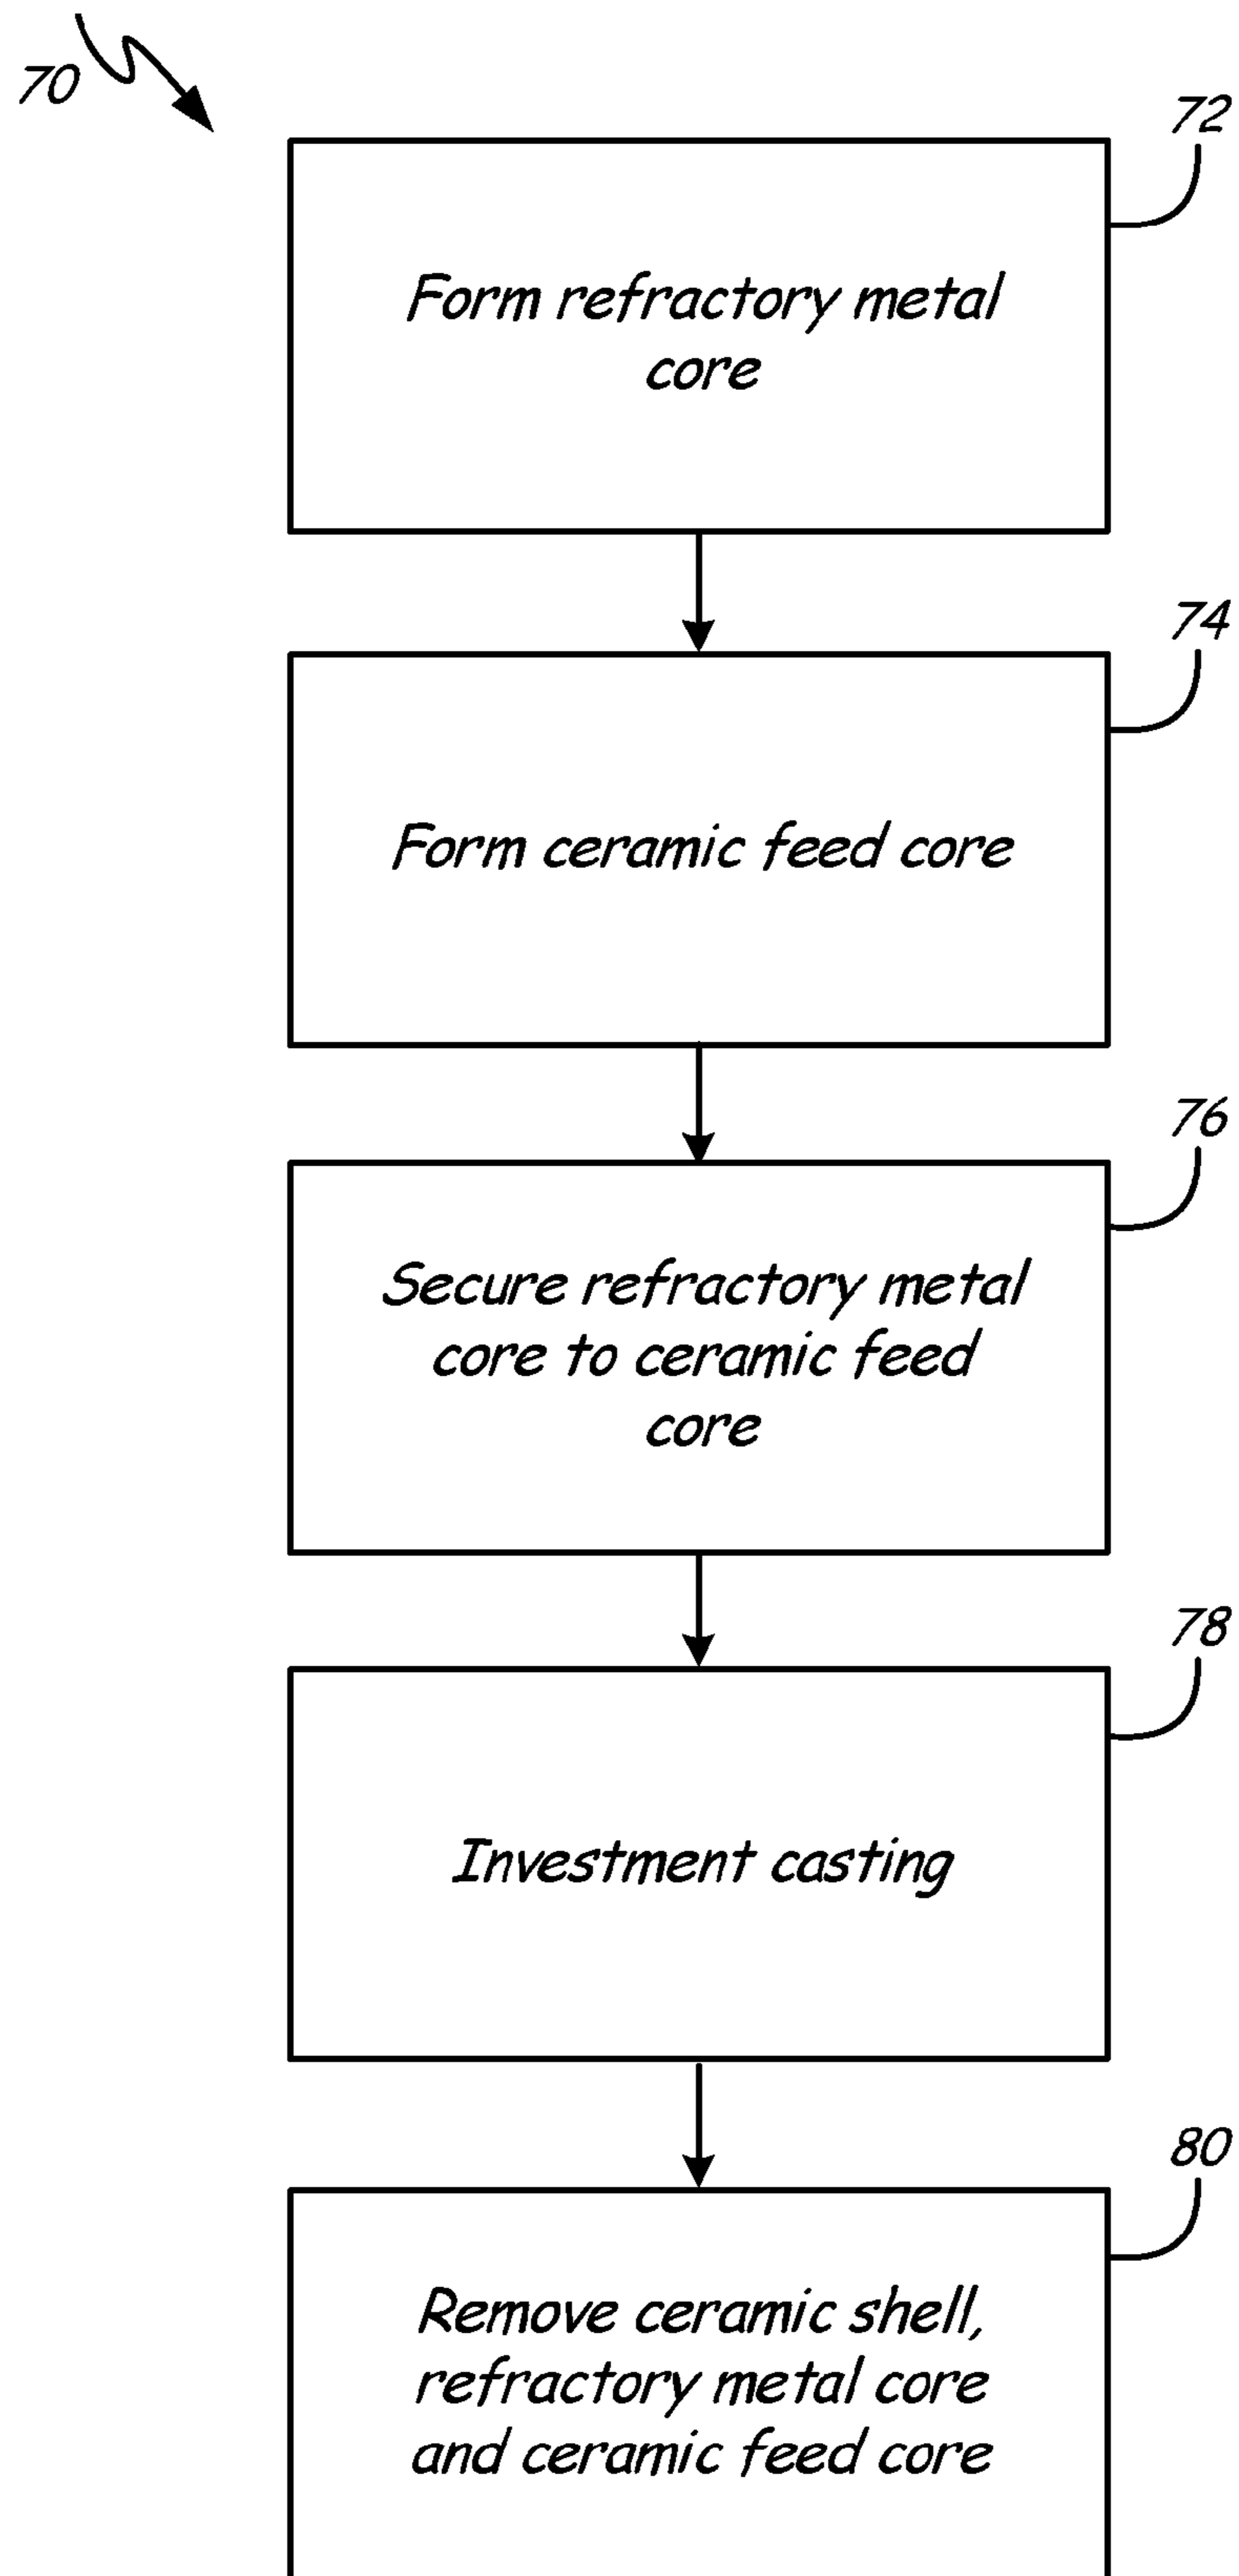 70
72
Form refractory metal
core
74
Form ceramic feed core
76
Secure refractory metal
core to ceramic feed
core
78
Investment casting
80
Remove ceramic shell,
refractory metal core
and ceramic feed core